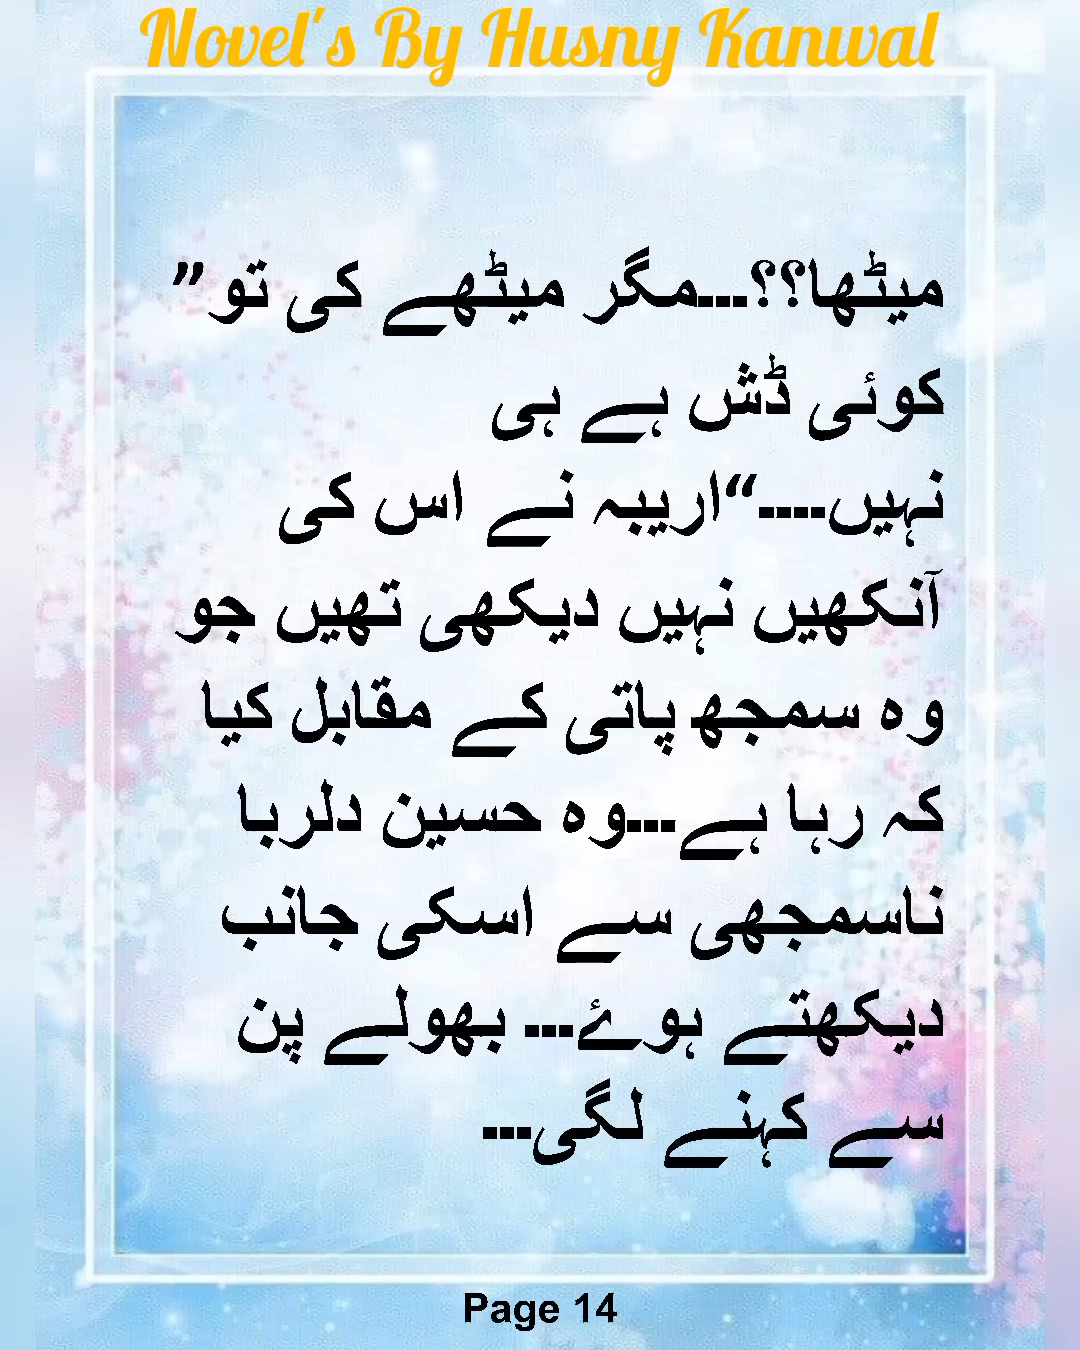 Novel's By Husny Kanwal
میٹھا؟؟...مگر میٹھے کی تو”
کوئی ڈش ہے ہی
نہیں....“اریبہ نے اس کی
آنکھیں نہیں دیکھی تھیں جو
وہ سمجھ پاتی کے مقابل کیا
کہ رہا ہے...وہ حسین دلربا
ناسمجھی سے اسکی جانب
دیکھتے ہوۓ... بھولے پن
سے کہنے لگی...
Page 14